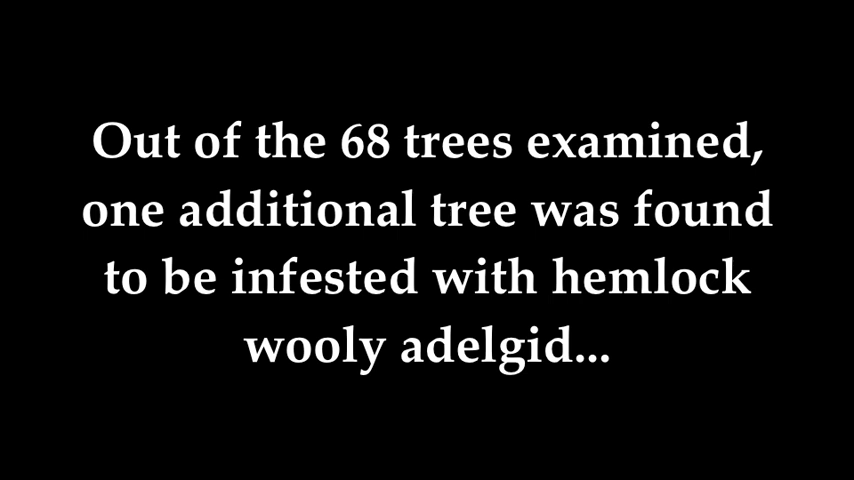 Out of the 68 trees examined,
one additional tree was found
to be infested with hemlock
wooly adelgid...